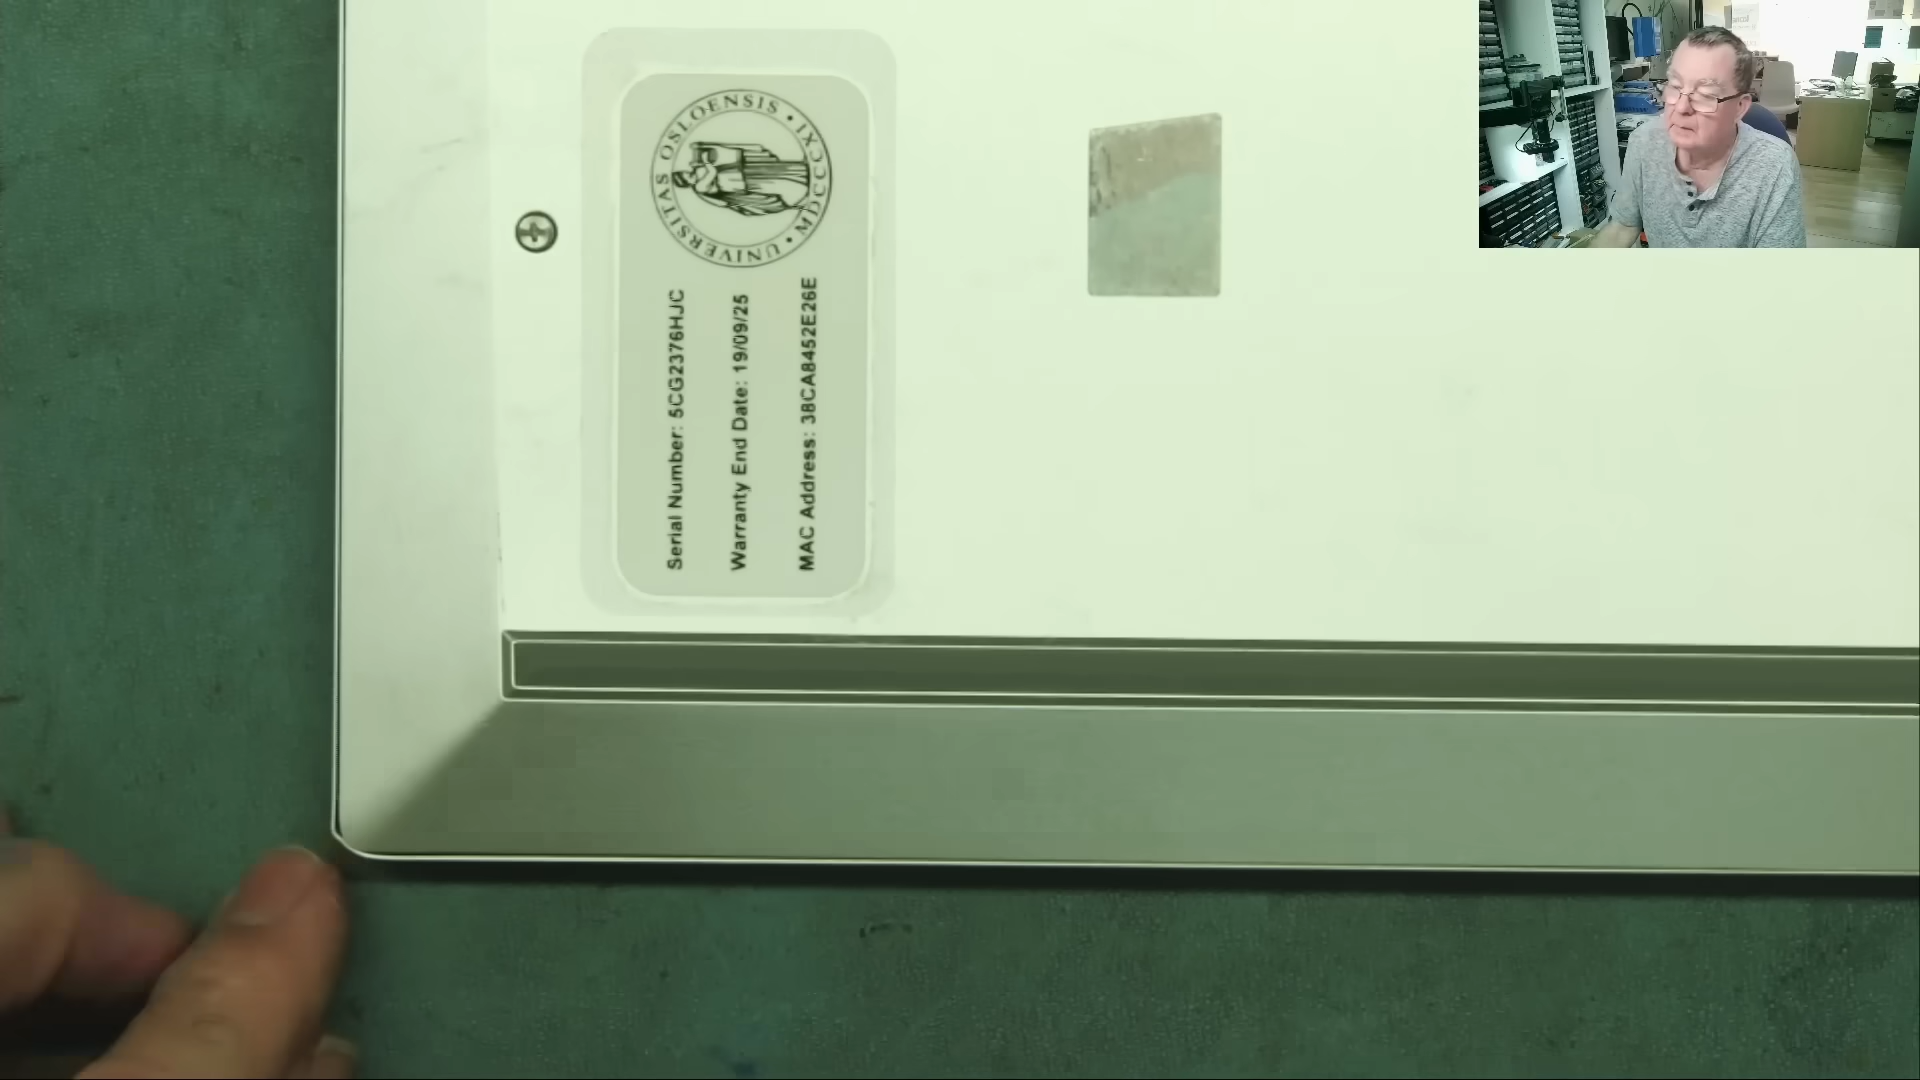 UNIVERSITAS OSLOENSIS • MDCCCXI •
Serial Number: 5CG2376HJC
Warranty End Date: 19/09/25
MAC Address: 38CA8452E26E